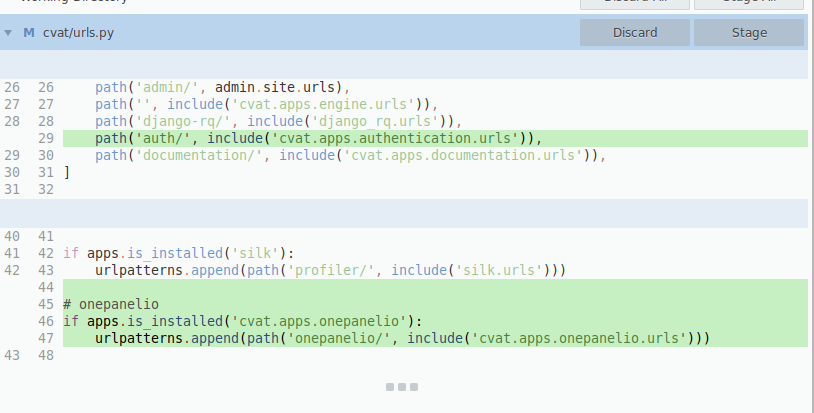 Working Directory Discard All Stage All
M cvat/urls.py Discard Stage
26 26 path('admin/', admin.site.urls),
27 27 path('', include('cvat.apps.engine.urls')),
28 28 path('django-rq/', include('django_rq.urls')),
29 path('auth/', include('cvat.apps.authentication.urls')),
29 30 path('documentation/', include('cvat.apps.documentation.urls')),
30 31 ]
31 32
40 41
41 42 if apps.is_installed('silk'):
42 43 urlpatterns.append(path('profiler/', include('silk.urls')))
44
45 # onepanelio
46 if apps.is_installed('cvat.apps.onepanelio'):
47 urlpatterns.append(path('onepanelio/', include('cvat.apps.onepanelio.urls')))
43 48